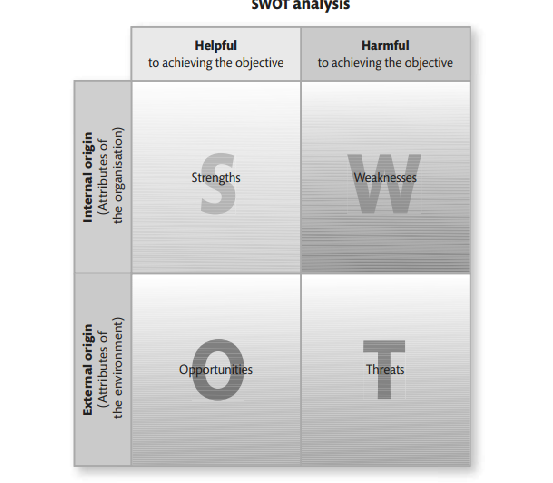 SWOT analysis
Helpful
to achieving the objective
Harmful
to achieving the objective
Internal origin
(Attributes of
the organisation)
S
Strengths
W
Weaknesses
External origin
(Attributes of
the environment)
O
Opportunities
T
Threats